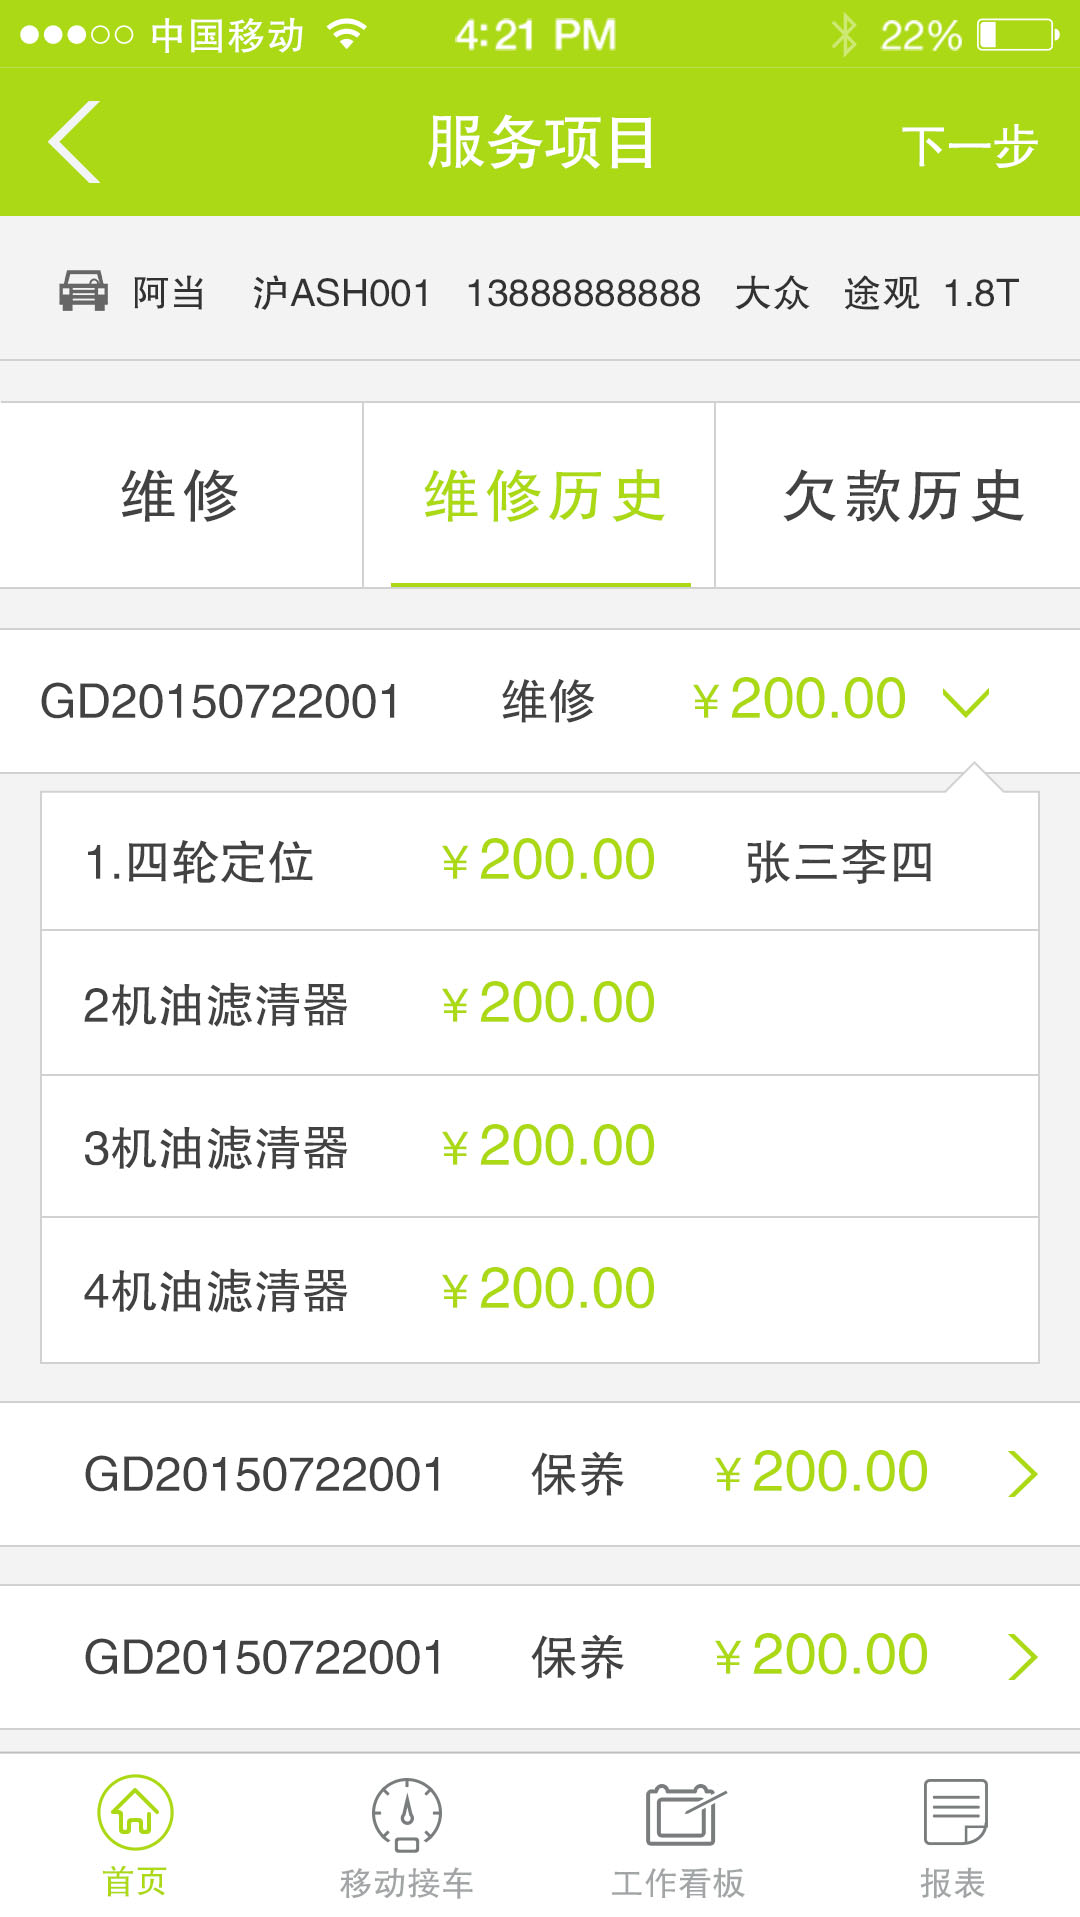 中国移动 4:21 PM 22%
服务项目 下一步
阿当 沪ASH001 13888888888 大众 途观 1.8T
维修 维修历史 欠款历史
GD20150722001 维修 ¥200.00
1.四轮定位 ¥200.00 张三李四
2机油滤清器 ¥200.00
3机油滤清器 ¥200.00
4机油滤清器 ¥200.00
GD20150722001 保养 ¥200.00
GD20150722001 保养 ¥200.00
首页 移动接车 工作看板 报表